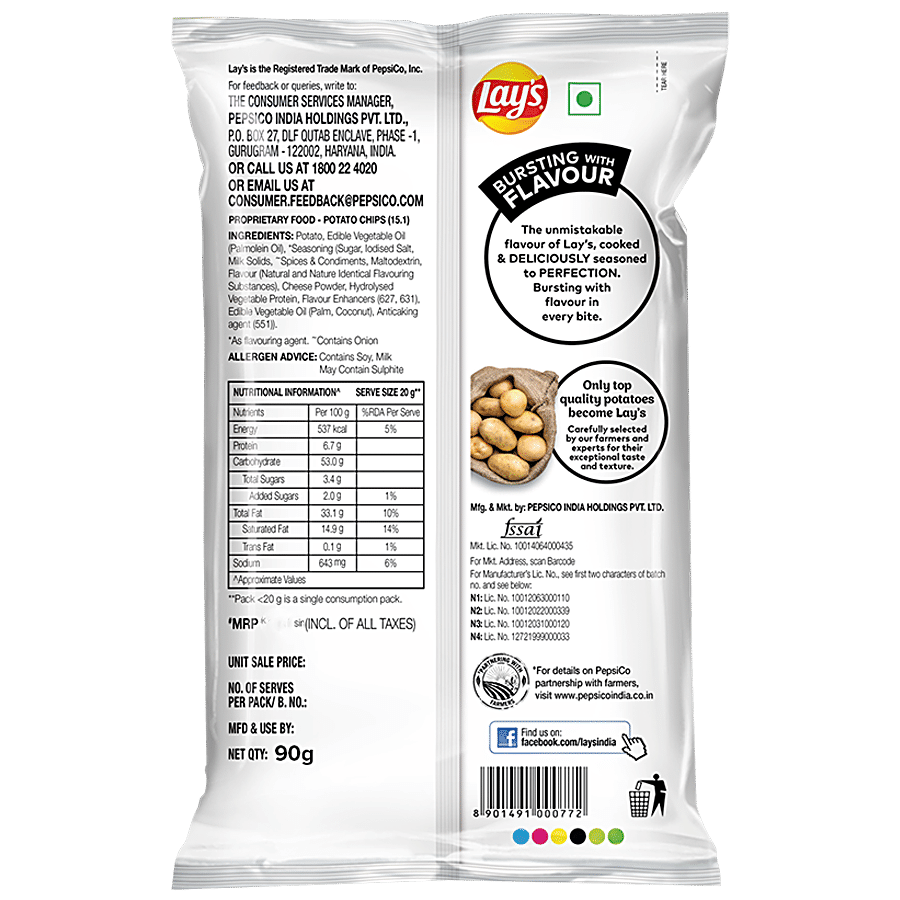 Lay's is the Registered Trade Mark of PepsiCo, Inc.
For feedback or queries, write to:
THE CONSUMER SERVICES MANAGER,
PEPSICO INDIA HOLDINGS PVT. LTD.,
P.O. BOX 27, DLF QUTAB ENCLAVE, PHASE -1,
GURUGRAM - 122002, HARYANA, INDIA.
OR CALL US AT 1800 22 4020
OR EMAIL US AT
CONSUMER.FEEDBACK@PEPSICO.COM
PROPRIETARY FOOD - POTATO CHIPS (15.1)
INGREDIENTS: Potato, Edible Vegetable Oil
(Palmolein Oil), *Seasoning (Sugar, Iodised Salt,
Milk Solids, ~Spices & Condiments, Maltodextrin,
Flavour (Natural and Nature Identical Flavouring
Substances), Cheese Powder, Hydrolysed
Vegetable Protein, Flavour Enhancers (627, 631),
Edible Vegetable Oil (Palm, Coconut), Anticaking
agent (551)).
*As flavouring agent. ~Contains Onion
ALLERGEN ADVICE: Contains Soy, Milk
May Contain Sulphite
NUTRITIONAL INFORMATION^ SERVE SIZE 20 g**
Nutrients Per 100 g %RDA Per Serve
Energy 537 kcal 5%
Protein 6.7 g
Carbohydrate 53.0 g
Total Sugars 3.4 g
Added Sugars 2.0 g 1%
Total Fat 33.1 g 10%
Saturated Fat 14.9 g 14%
Trans Fat 0.1 g 1%
Sodium 643 mg 6%
^Approximate Values
**Pack <20 g is a single consumption pack.
#MRP (INCL. OF ALL TAXES)
UNIT SALE PRICE:
NO. OF SERVES
PER PACK/ B. NO.:
MFD & USE BY:
NET QTY: 90g
Lay's
TEAR HERE
BURSTING WITH
FLAVOUR
The unmistakable
flavour of Lay's, cooked
& DELICIOUSLY seasoned
to PERFECTION.
Bursting with
flavour in
every bite.
Only top
quality potatoes
become Lay's
Carefully selected
by our farmers and
experts for their
exceptional taste
and texture.
Mfg. & Mkt. by: PEPSICO INDIA HOLDINGS PVT. LTD.
fssai
Mkt. Lic. No. 10014064000435
For Mkt. Address, scan Barcode
For Manufacturer's Lic. No., see first two characters of batch
no. and see below:
N1: Lic. No. 10012063000110
N2: Lic. No. 10012022000339
N3: Lic. No. 10012031000120
N4: Lic. No. 12721999000033
*PARTNERING WITH
FARMERS
*For details on PepsiCo
partnership with farmers,
visit www.pepsicoindia.co.in
Find us on:
facebook.com/laysindia
8 901491 000772